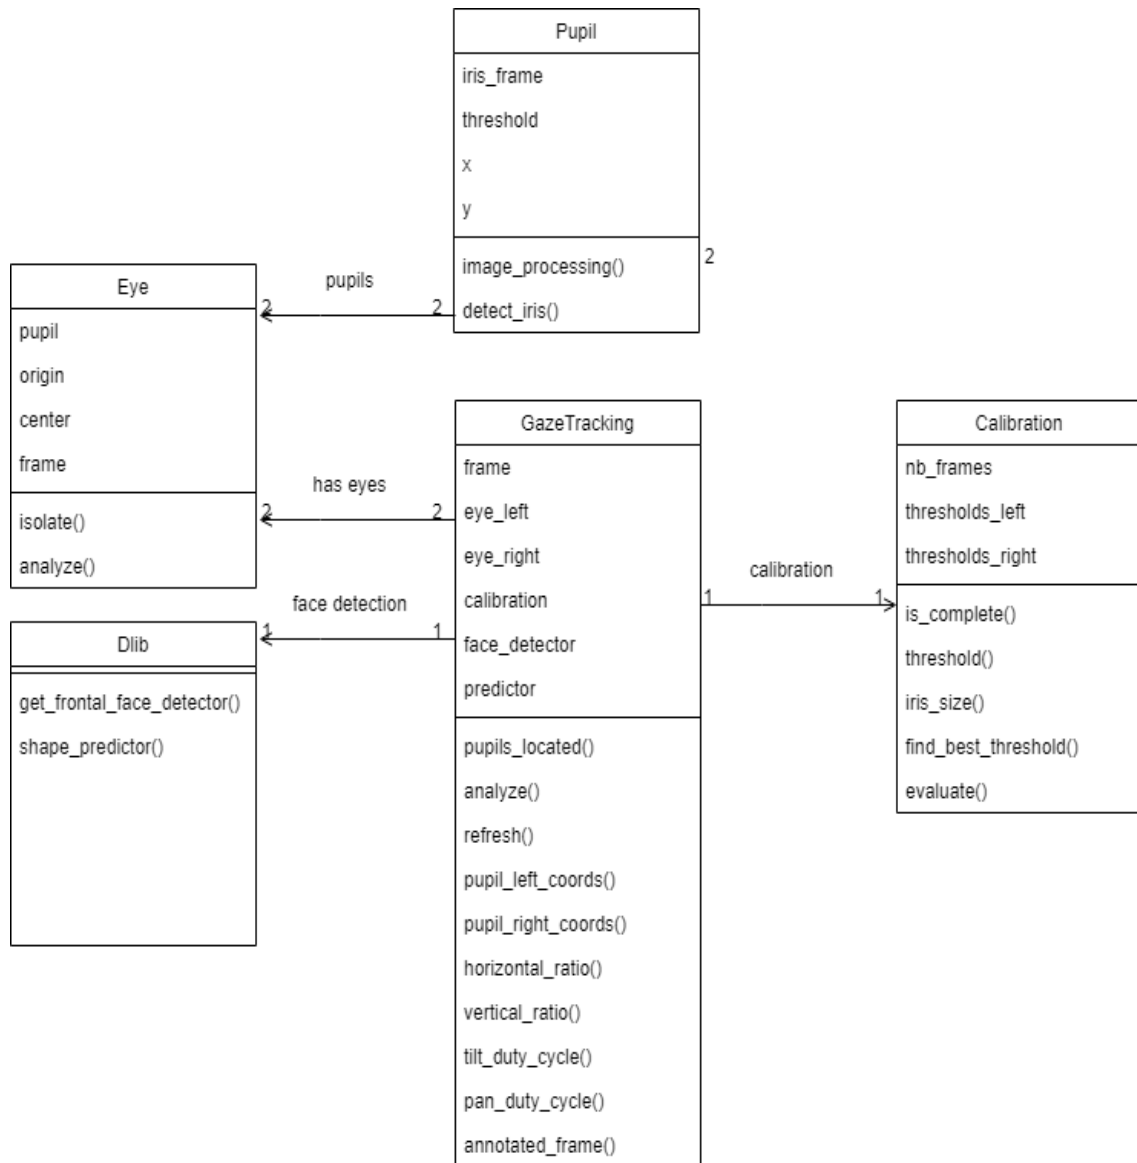 Pupil
iris_frame
threshold
x
y
image_processing()
detect_iris()
2
pupils
2
2
Eye
pupil
origin
center
frame
isolate()
analyze()
has eyes
2
2
face detection
1
1
Dlib
get_frontal_face_detector()
shape_predictor()
GazeTracking
frame
eye_left
eye_right
calibration
face_detector
predictor
pupils_located()
analyze()
refresh()
pupil_left_coords()
pupil_right_coords()
horizontal_ratio()
vertical_ratio()
tilt_duty_cycle()
pan_duty_cycle()
annotated_frame()
calibration
1
1
Calibration
nb_frames
thresholds_left
thresholds_right
is_complete()
threshold()
iris_size()
find_best_threshold()
evaluate()